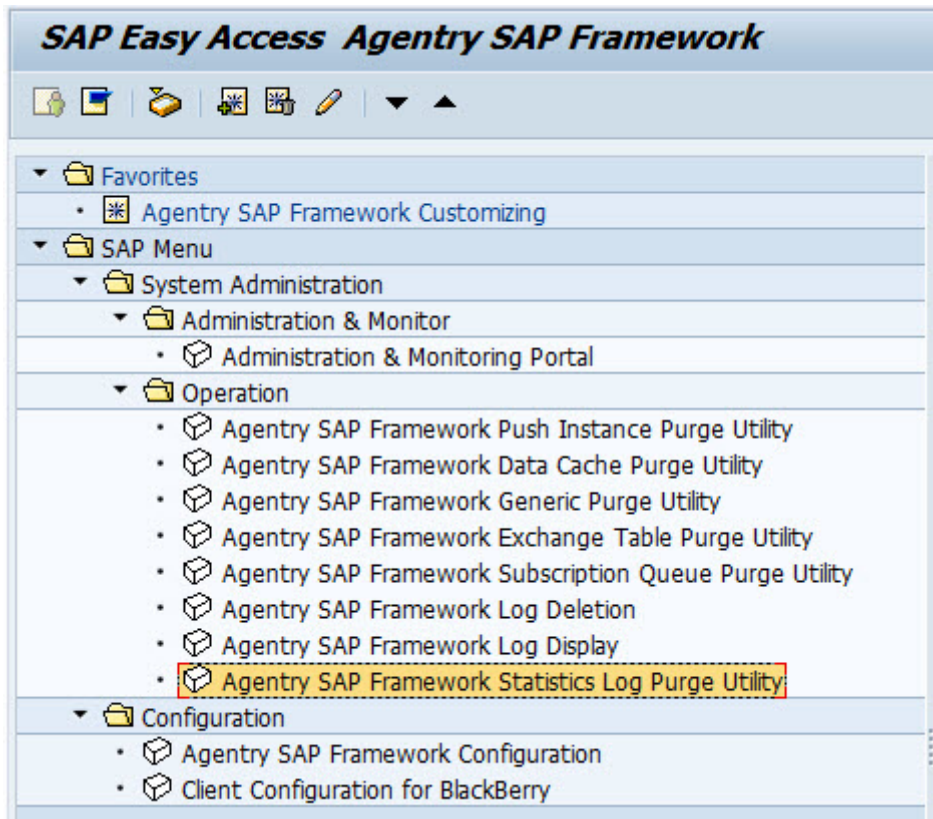 SAP Easy Access Agentry SAP Framework
Favorites
Agentry SAP Framework Customizing
SAP Menu
System Administration
Administration & Monitor
Administration & Monitoring Portal
Operation
Agentry SAP Framework Push Instance Purge Utility
Agentry SAP Framework Data Cache Purge Utility
Agentry SAP Framework Generic Purge Utility
Agentry SAP Framework Exchange Table Purge Utility
Agentry SAP Framework Subscription Queue Purge Utility
Agentry SAP Framework Log Deletion
Agentry SAP Framework Log Display
Agentry SAP Framework Statistics Log Purge Utility
Configuration
Agentry SAP Framework Configuration
Client Configuration for BlackBerry